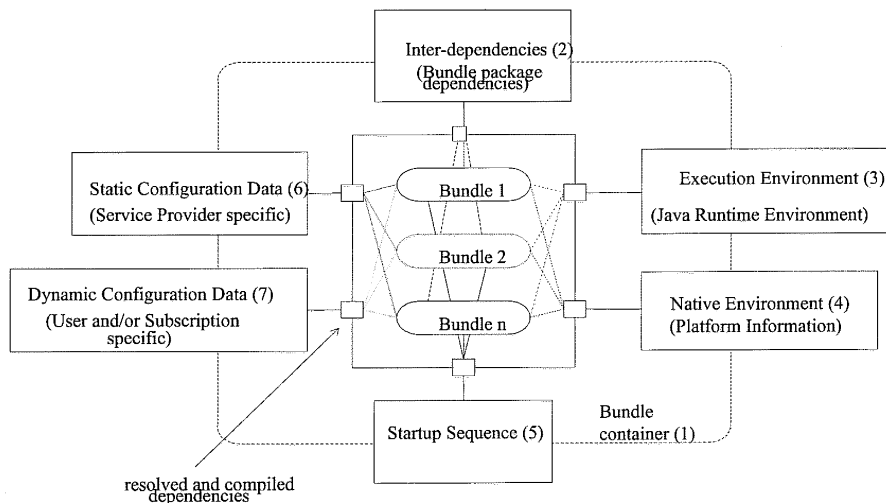 Inter-dependencies (2)
(Bundle package
dependencies)
Static Configuration Data (6)
(Service Provider specific)
Execution Environment (3)
(Java Runtime Environment)
Bundle 1
Bundle 2
Bundle n
Dynamic Configuration Data (7)
(User and/or Subscription
specific)
Native Environment (4)
(Platform Information)
Startup Sequence (5)
Bundle
container (1)
resolved and compiled
dependencies